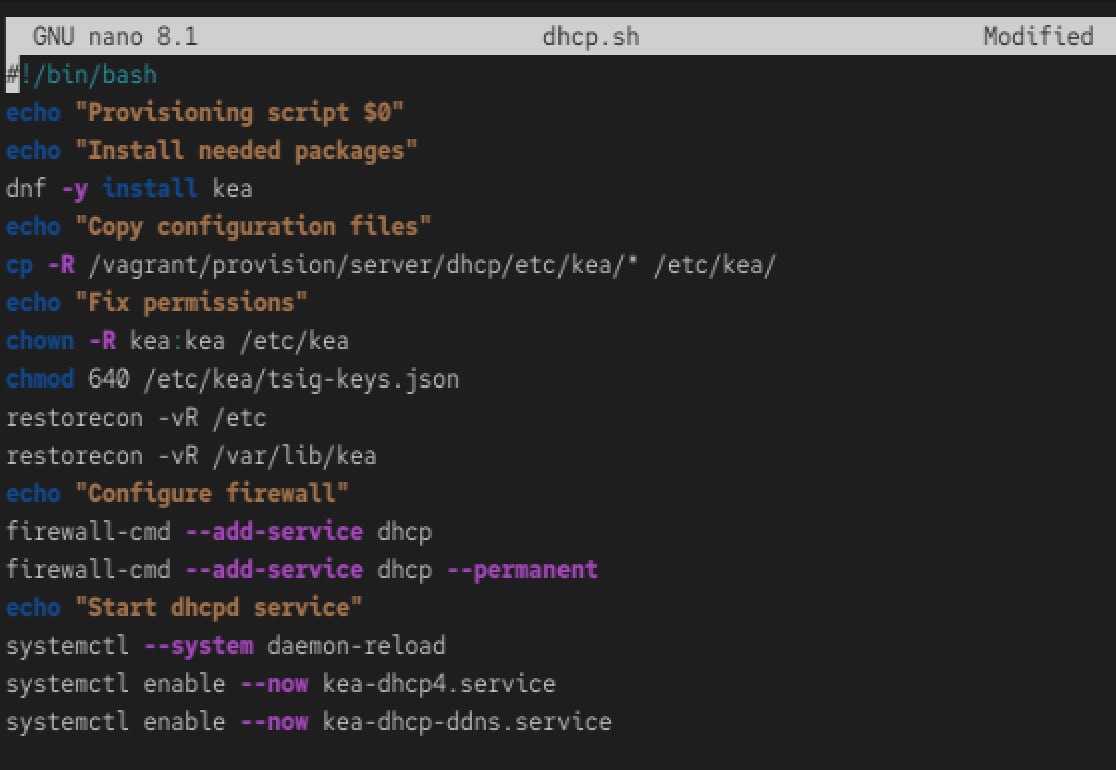 GNU nano 8.1 dhcp.sh Modified
#!/bin/bash
echo "Provisioning script $0"
echo "Install needed packages"
dnf -y install kea
echo "Copy configuration files"
cp -R /vagrant/provision/server/dhcp/etc/kea/* /etc/kea/
echo "Fix permissions"
chown -R kea:kea /etc/kea
chmod 640 /etc/kea/tsig-keys.json
restorecon -vR /etc
restorecon -vR /var/lib/kea
echo "Configure firewall"
firewall-cmd --add-service dhcp
firewall-cmd --add-service dhcp --permanent
echo "Start dhcpd service"
systemctl --system daemon-reload
systemctl enable --now kea-dhcp4.service
systemctl enable --now kea-dhcp-ddns.service